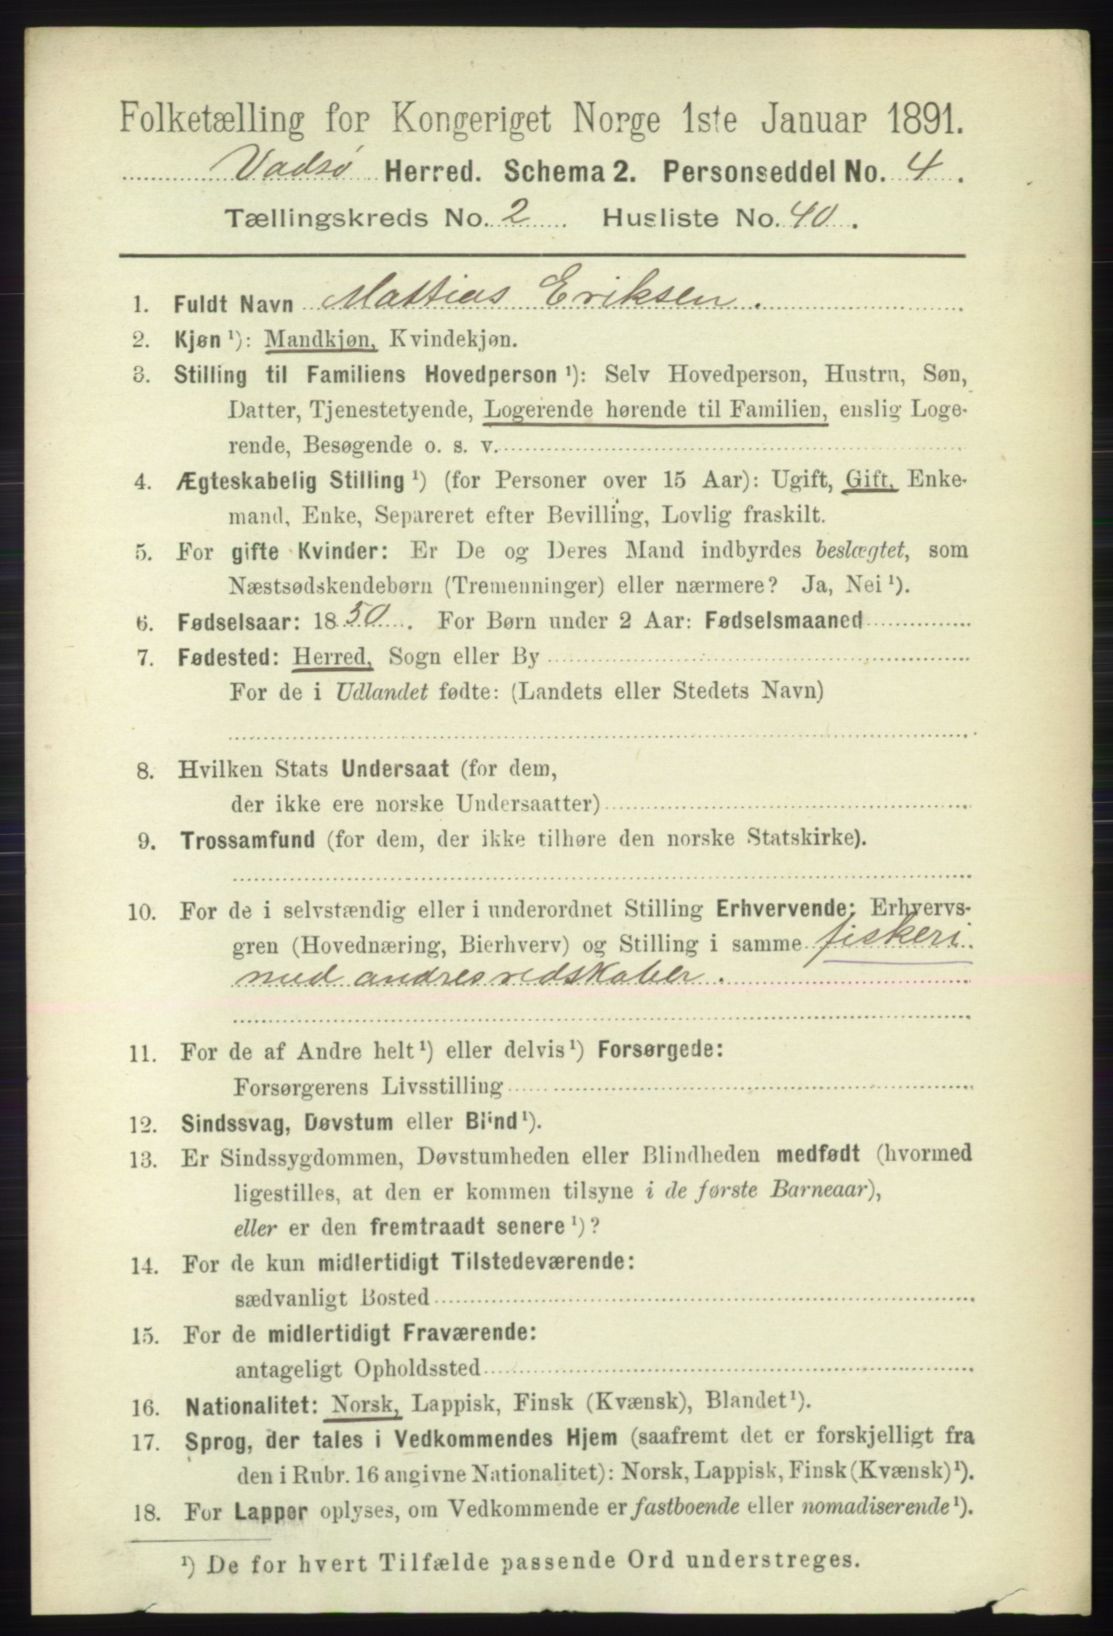 Folketælling for Kongeriget Norge 1ste Januar 1891.
Vadsø Herred. Schema 2. Personseddel No. 4.
Tællingskreds No. 2. Husliste No. 40.
1. Fuldt Navn Mattias Eriksen.
2. Kjøn ¹): Mandkjøn, Kvindekjøn.
3. Stilling til Familiens Hovedperson ¹): Selv Hovedperson, Hustru, Søn,
Datter, Tjenestetyende, Logerende hørende til Familien, enslig Loge-
rende, Besøgende o. s. v.
4. Ægteskabelig Stilling ¹) (for Personer over 15 Aar): Ugift, Gift, Enke-
mand, Enke, Separeret efter Bevilling, Lovlig fraskilt.
5. For gifte Kvinder: Er De og Deres Mand indbyrdes beslægtet, som
Næstsødskendebørn (Tremenninger) eller nærmere? Ja, Nei ¹).
6. Fødselsaar: 1850. For Børn under 2 Aar: Fødselsmaaned
7. Fødested: Herred, Sogn eller By
For de i Udlandet fødte: (Landets eller Stedets Navn)
8. Hvilken Stats Undersaat (for dem,
der ikke ere norske Undersaatter)
9. Trossamfund (for dem, der ikke tilhøre den norske Statskirke).
10. For de i selvstændig eller i underordnet Stilling Erhvervende: Erhvervs-
gren (Hovednæring, Bierhverv) og Stilling i samme fiskeri
med andres redskaber.
11. For de af Andre helt ¹) eller delvis ¹) Forsørgede:
Forsørgerens Livsstilling
12. Sindssvag, Døvstum eller Blind ¹).
13. Er Sindssygdommen, Døvstumheden eller Blindheden medfødt (hvormed
ligestilles, at den er kommen tilsyne i de første Barneaar),
eller er den fremtraadt senere ¹)?
14. For de kun midlertidigt Tilstedeværende:
sædvanligt Bosted
15. For de midlertidigt Fraværende:
antageligt Opholdssted
16. Nationalitet: Norsk, Lappisk, Finsk (Kvænsk), Blandet ¹).
17. Sprog, der tales i Vedkommendes Hjem (saafremt det er forskjelligt fra
den i Rubr. 16 angivne Nationalitet): Norsk, Lappisk, Finsk (Kvænsk) ¹).
18. For Lapper oplyses, om Vedkommende er fastboende eller nomadiserende ¹).
¹) De for hvert Tilfælde passende Ord understreges.